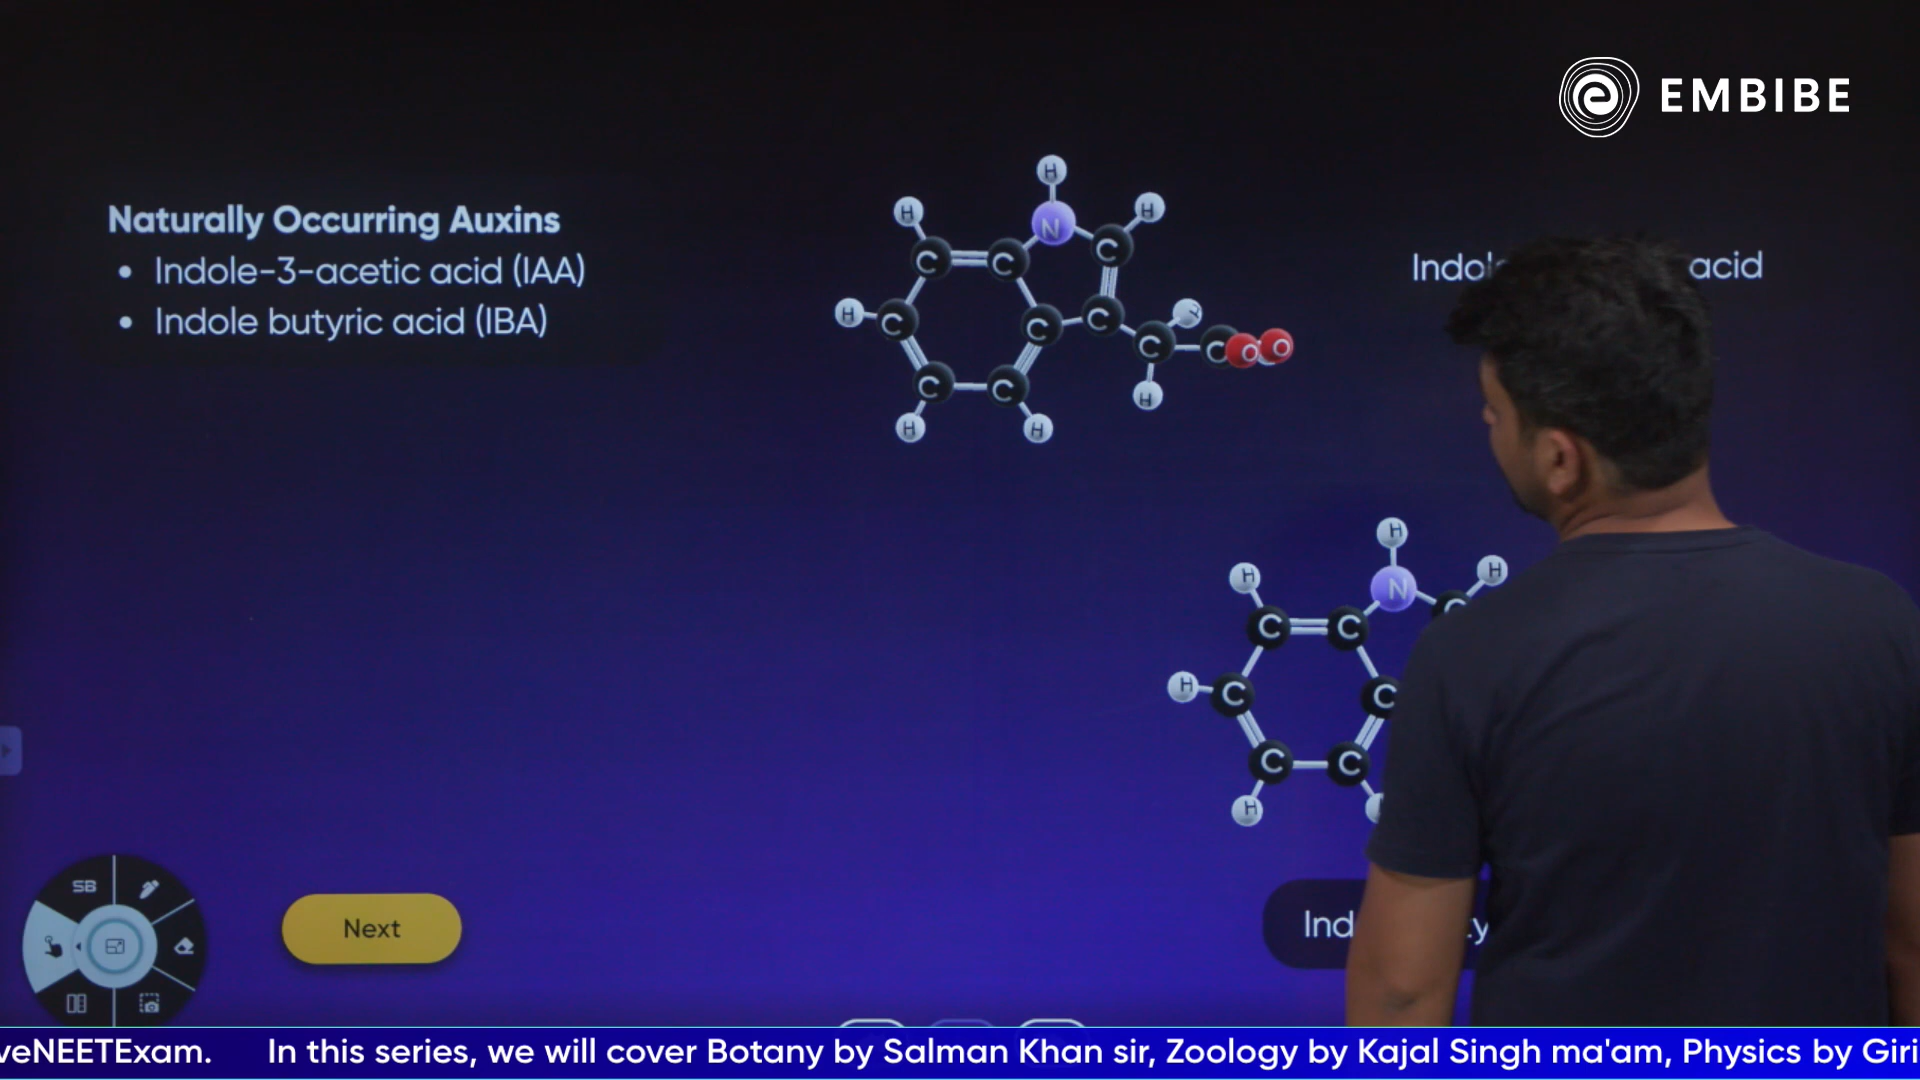 EMBIBE
Naturally Occurring Auxins
Indole-3-acetic acid (IAA)
Indole butyric acid (IBA)
acid
H
H
H
N
C
C
C
H
C
C
C
C
C
H
H
H
H
C
C
O
O
H
H
H
N
C
C
H
C
C
C
C
H
SB
Next
veNEETExam. In this series, we will cover Botany by Salman Khan sir, Zoology by Kajal Singh ma'am, Physics by Giri